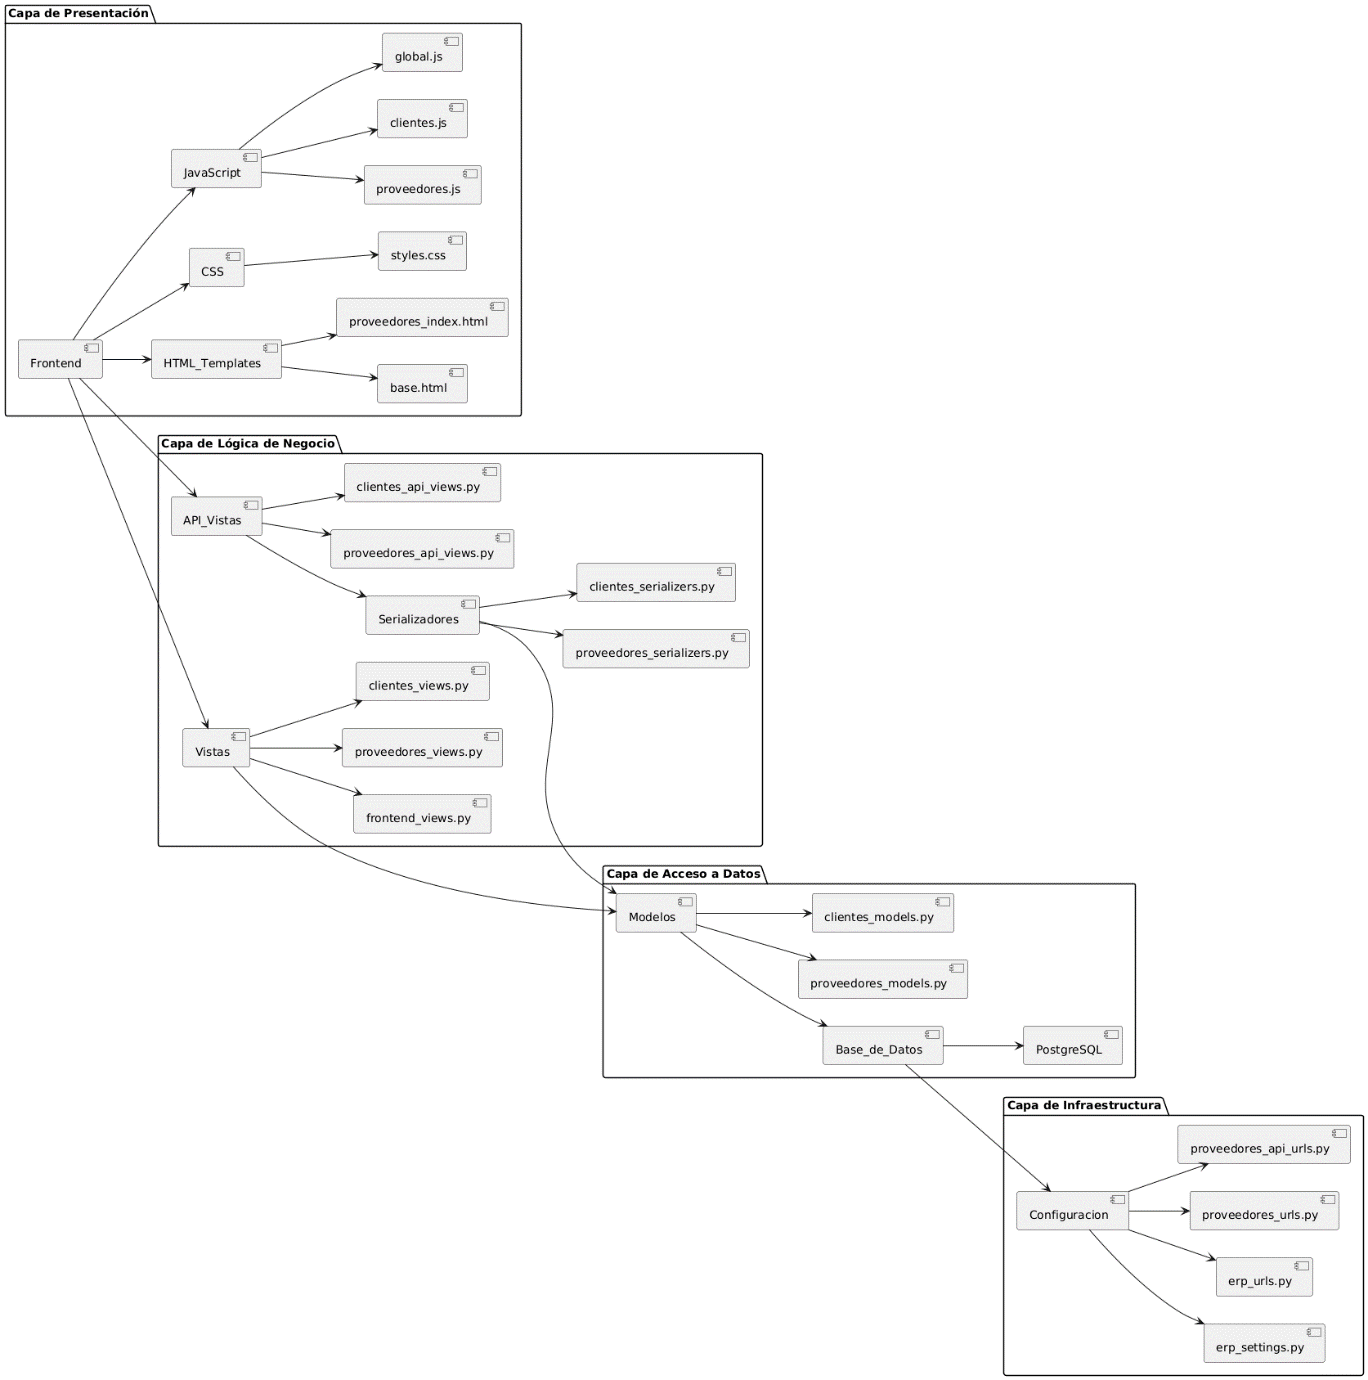 Capa de Presentación
global.js
clientes.js
JavaScript
proveedores.js
CSS
styles.css
proveedores_index.html
Frontend
HTML_Templates
base.html
Capa de Lógica de Negocio
clientes_api_views.py
API_Vistas
proveedores_api_views.py
clientes_serializers.py
Serializadores
proveedores_serializers.py
clientes_views.py
Vistas
proveedores_views.py
frontend_views.py
Capa de Acceso a Datos
Modelos
clientes_models.py
proveedores_models.py
Base_de_Datos
PostgreSQL
Capa de Infraestructura
proveedores_api_urls.py
Configuracion
proveedores_urls.py
erp_urls.py
erp_settings.py